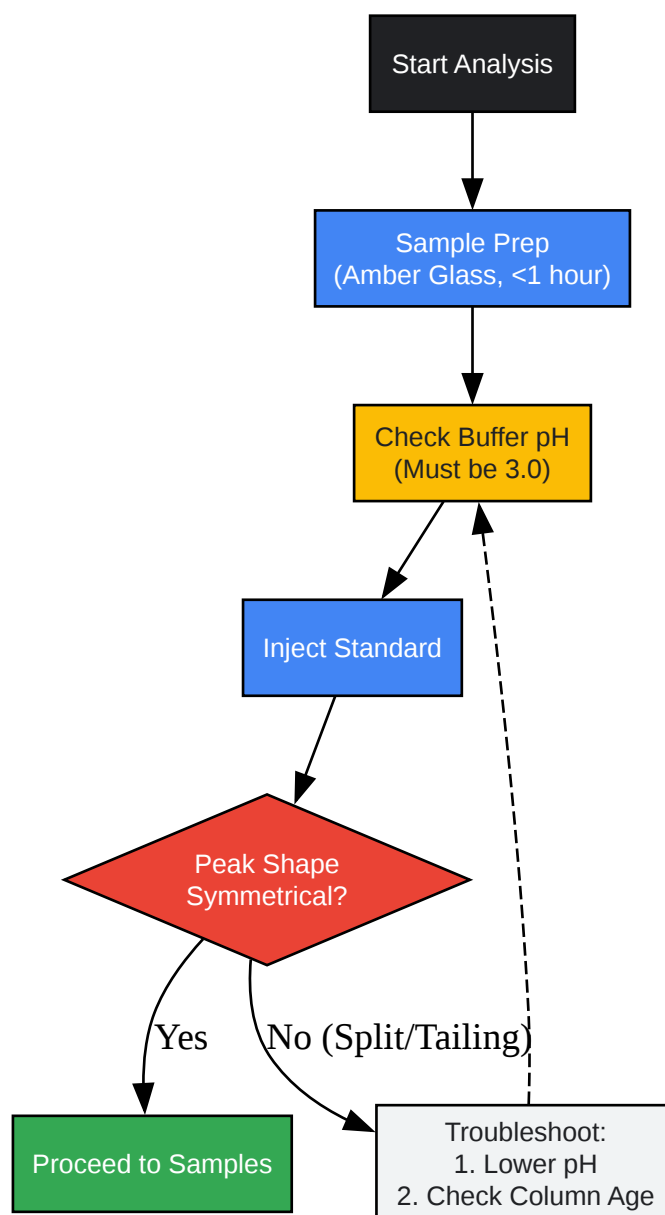 Start Analysis
Sample Prep
(Amber Glass, <1 hour)
Check Buffer pH
(Must be 3.0)
Inject Standard
Peak Shape
Symmetrical?
Yes
No (Split/Tailing)
Proceed to Samples
Troubleshoot:
1. Lower pH
2. Check Column Age